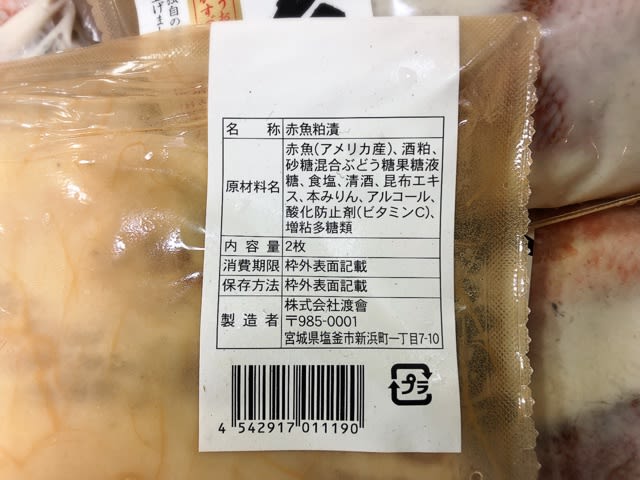 名称 赤魚粕漬
原材料名 赤魚(アメリカ産)、酒粕、
砂糖混合ぶどう糖果糖液
糖、食塩、清酒、昆布エキ
ス、本みりん、アルコール、
酸化防止剤(ビタミンC)、
増粘多糖類
内容量 2枚
消費期限 枠外表面記載
保存方法 枠外表面記載
製造者 株式会社渡會
〒985-0001
宮城県塩釜市新浜町一丁目7-10
プラ
4 542917 011190